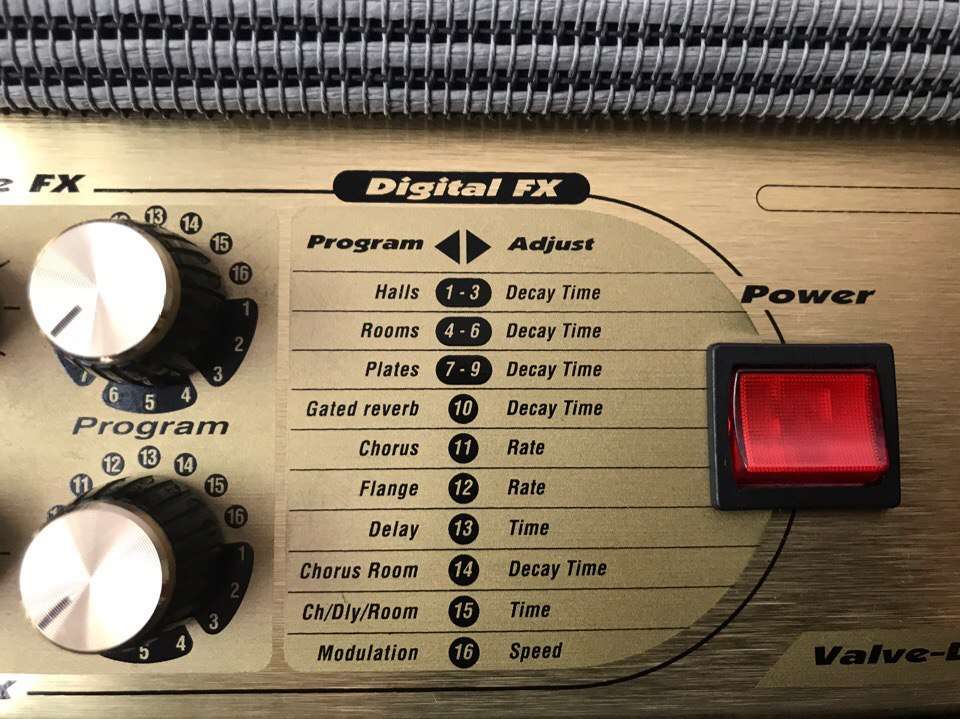 FX
Digital FX
Program Adjust
Halls 1 - 3 Decay Time
Rooms 4 - 6 Decay Time
Plates 7 - 9 Decay Time
Gated reverb 10 Decay Time
Chorus 11 Rate
Flange 12 Rate
Delay 13 Time
Chorus Room 14 Decay Time
Ch/Dly/Room 15 Time
Modulation 16 Speed
Power
13 14 15 16 1 2 3 4 5 6
Program
11 12 13 14 15 16 1 2 3 4 5
Valve-